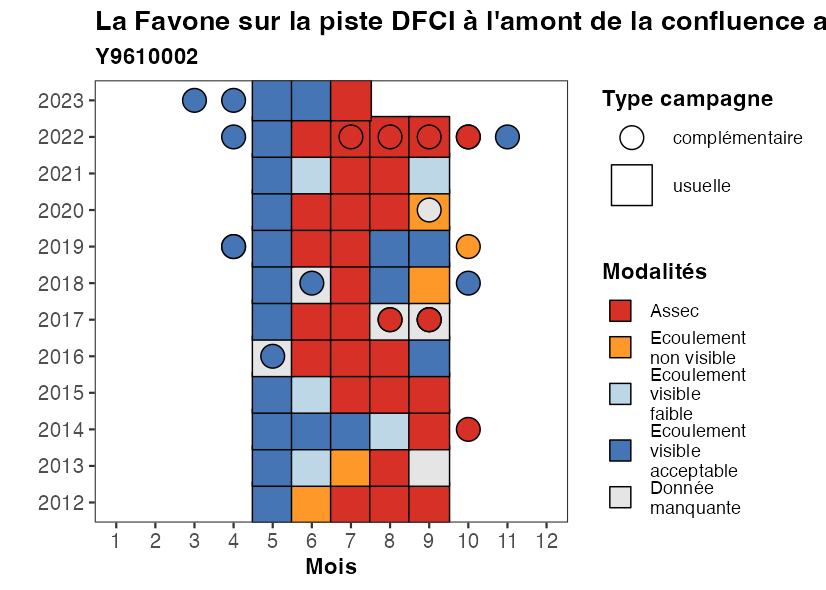 La Favone sur la piste DFCI à l'amont de la confluence a
Y9610002
2023
2022
2021
2020
2019
2018
2017
2016
2015
2014
2013
2012
1 2 3 4 5 6 7 8 9 10 11 12
Mois
Type campagne
complémentaire
usuelle
Modalités
Assec
Ecoulement
non visible
Ecoulement
visible
faible
Ecoulement
visible
acceptable
Donnée
manquante